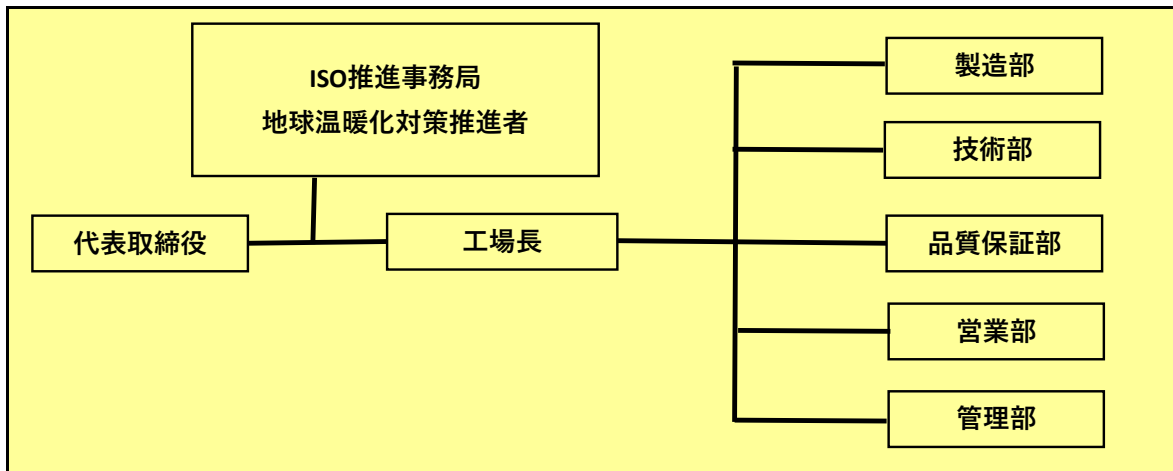 ISO推進事務局
地球温暖化対策推進者
代表取締役
工場長
製造部
技術部
品質保証部
営業部
管理部